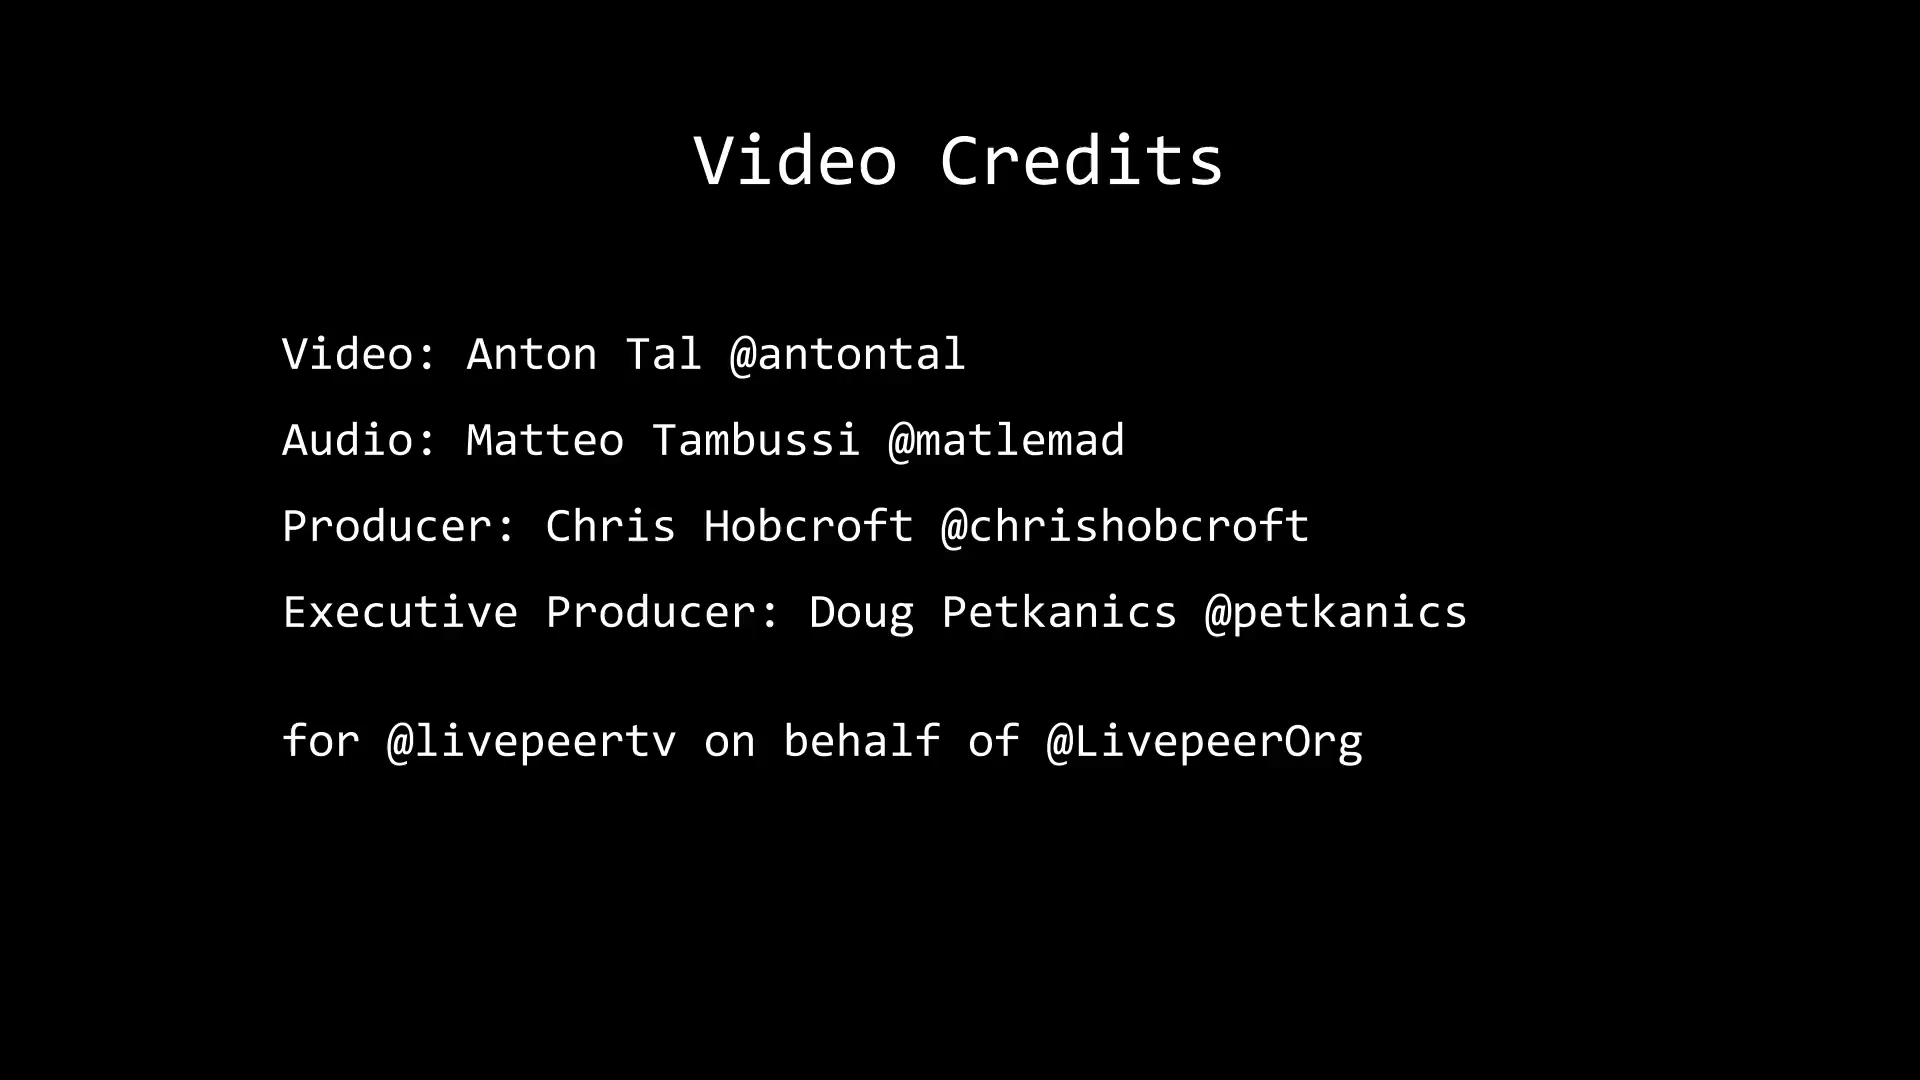 Video Credits
Video: Anton Tal @antontal
Audio: Matteo Tambussi @matlemad
Producer: Chris Hobcroft @chrishobcroft
Executive Producer: Doug Petkanics @petkanics
for @livepeertv on behalf of @LivepeerOrg